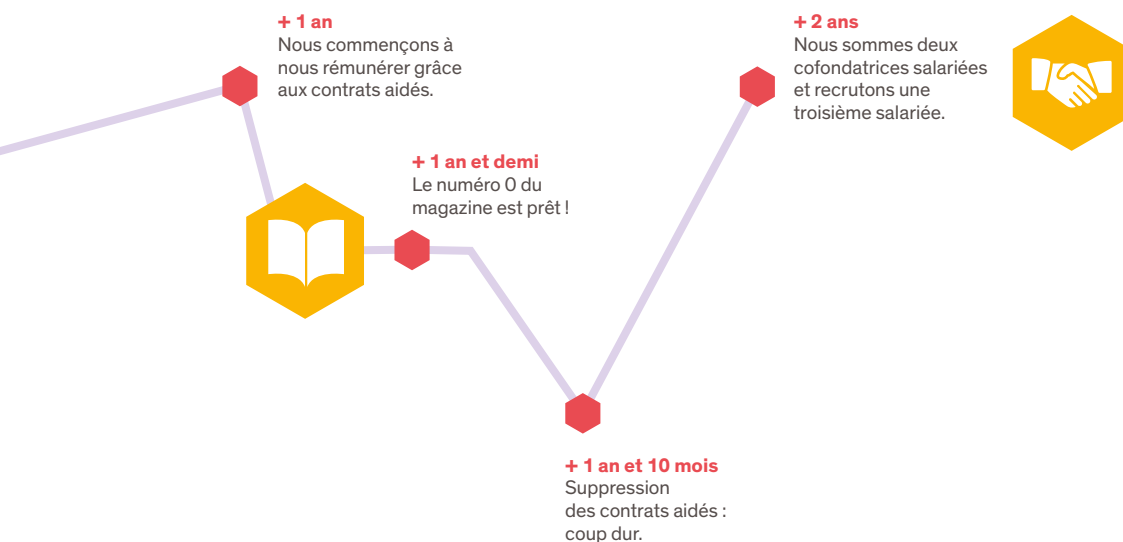 + 1 an
Nous commençons à
nous rémunérer grâce
aux contrats aidés.
+ 1 an et demi
Le numéro 0 du
magazine est prêt !
+ 1 an et 10 mois
Suppression
des contrats aidés :
coup dur.
+ 2 ans
Nous sommes deux
cofondatrices salariées
et recrutons une
troisième salariée.